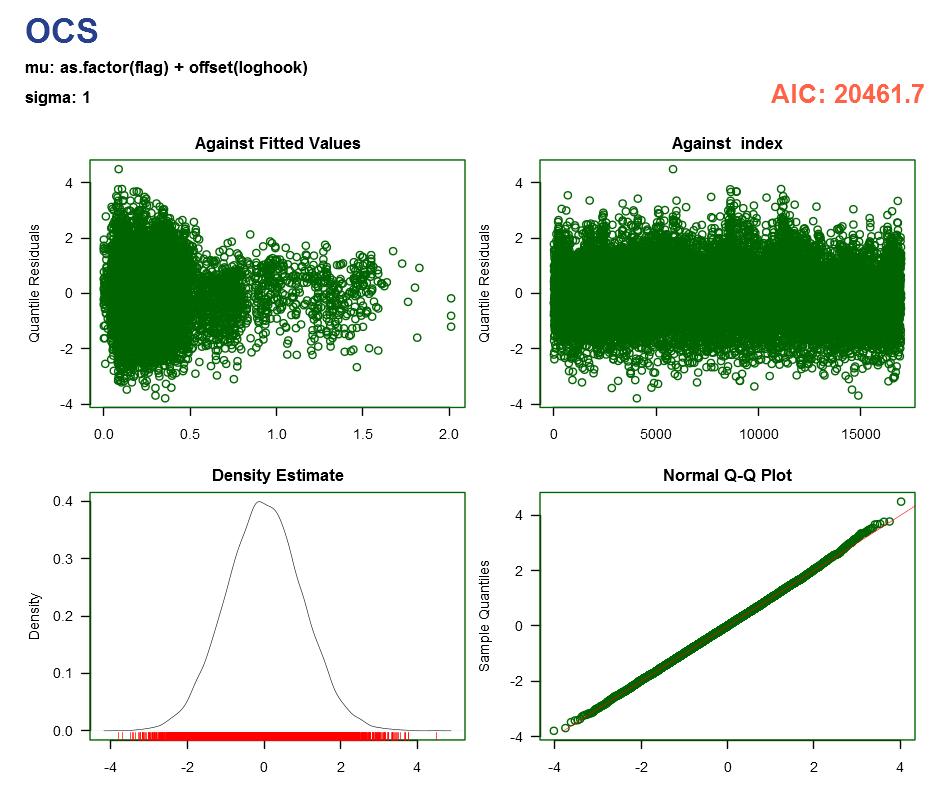 OCS
mu: as.factor(flag) + offset(loghook)
sigma: 1
AIC: 20461.7
Against Fitted Values
Quantile Residuals
4
2
0
-2
-4
0.0 0.5 1.0 1.5 2.0
Against index
Quantile Residuals
4
2
0
-2
-4
0 5000 10000 15000
Density Estimate
Density
0.4
0.3
0.2
0.1
0.0
-4 -2 0 2 4
Normal Q-Q Plot
Sample Quantiles
4
2
0
-2
-4
-4 -2 0 2 4